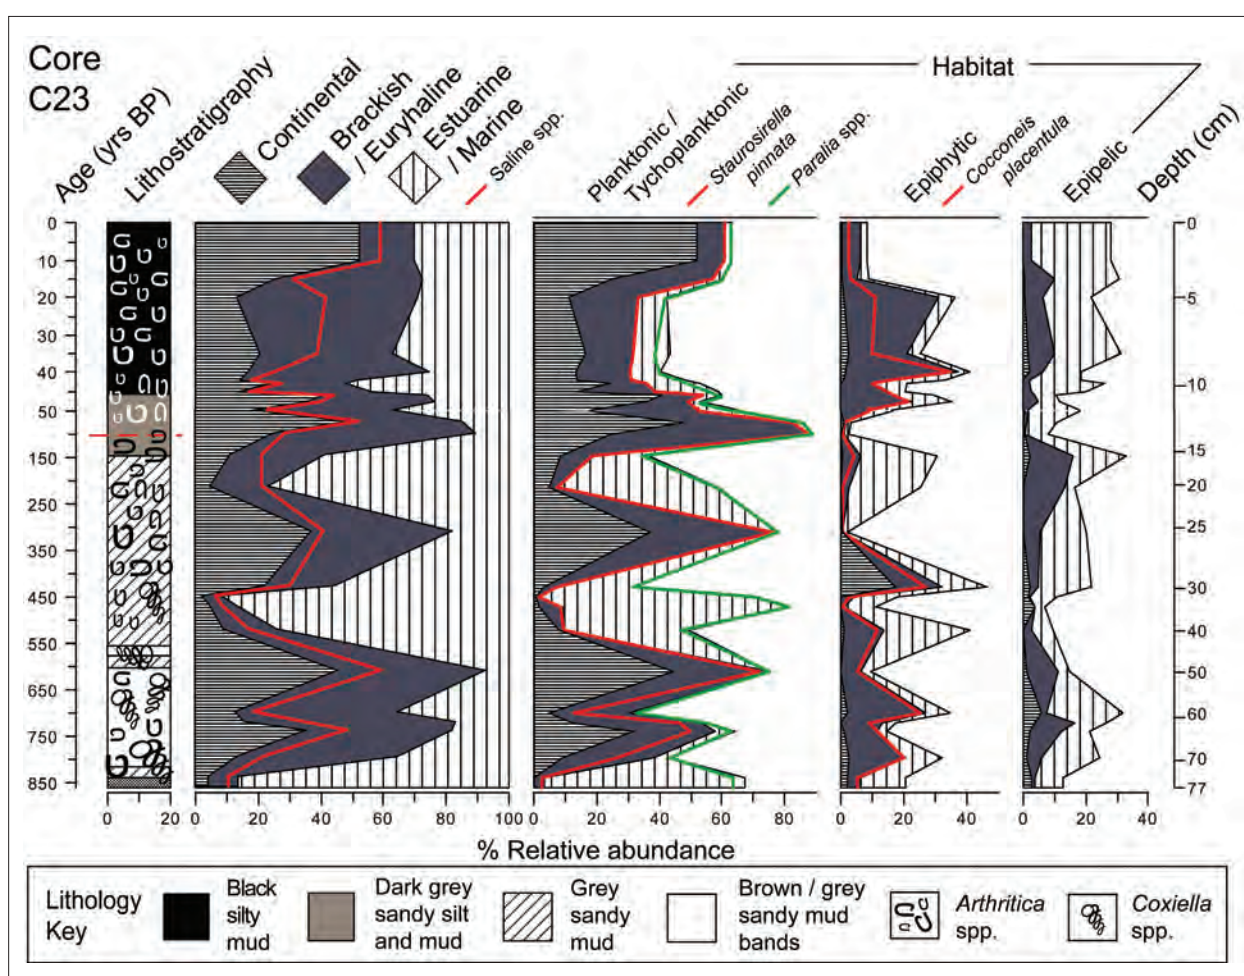 Core
C23
Age (yrs BP)
Lithostratigraphy
Continental
Brackish
/ Euryhaline
Estuarine
/ Marine
Saline spp.
Planktonic /
Tychoplanktonic
Staurosirella
pinnata
Paralia spp.
Habitat
Epiphytic
Cocconeis
placentula
Epipelic
Depth (cm)
0
10
20
30
40
50
150
250
350
450
550
650
750
850
0
5
10
15
20
25
30
40
50
60
70
77
0 20
0 20 40 60 80 100
0 20 40 60 80
0 20 40
0 20 40
% Relative abundance
Lithology
Key
Black
silty
mud
Dark grey
sandy silt
and mud
Grey
sandy
mud
Brown / grey
sandy mud
bands
Arthritica
spp.
Coxiella
spp.